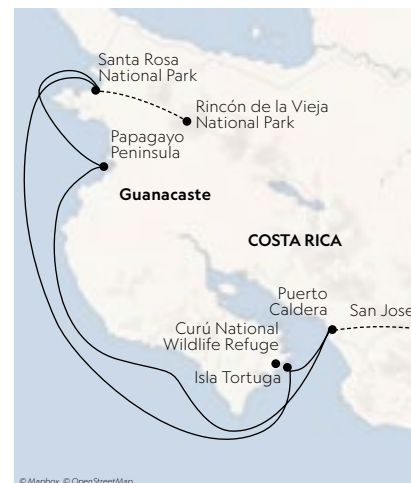 Santa Rosa
National Park
Rincón de la Vieja
National Park
Papagayo
Peninsula
Guanacaste
COSTA RICA
Puerto
Caldera
San Jose
Curú National
Wildlife Refuge
Isla Tortuga
© Mapbox, © OpenStreetMap